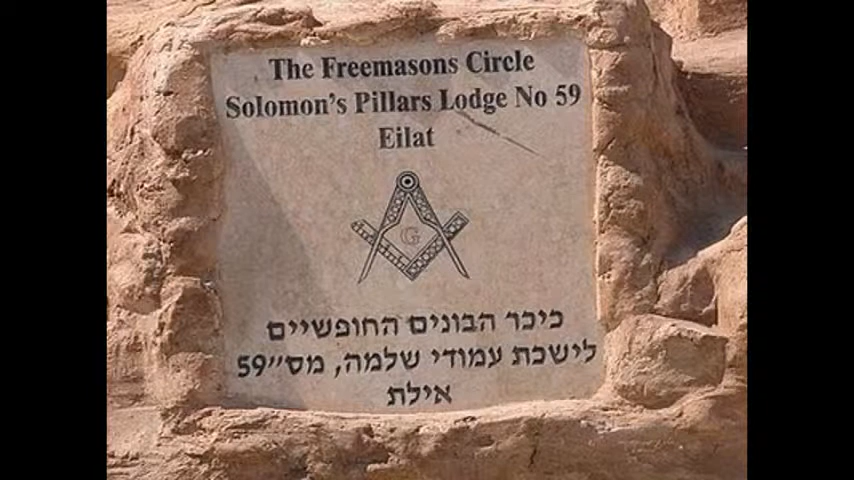 The Freemasons Circle
Solomon's Pillars Lodge No 59
Eilat
G
כיכר הבונים החופשיים
לישכת עמודי שלמה, מס״59
אילת